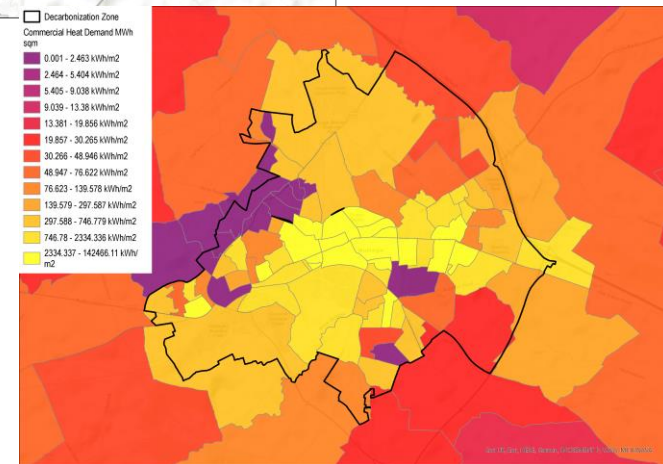 Decarbonization Zone
Commercial Heat Demand MWh
sqm
0.001 - 2.463 kWh/m2
2.464 - 5.404 kWh/m2
5.405 - 9.038 kWh/m2
9.039 - 13.38 kWh/m2
13.381 - 19.856 kWh/m2
19.857 - 30.265 kWh/m2
30.266 - 48.946 kWh/m2
48.947 - 76.622 kWh/m2
76.623 - 139.578 kWh/m2
139.579 - 297.587 kWh/m2
297.588 - 746.779 kWh/m2
746.78 - 2334.336 kWh/m2
2334.337 - 142466.11 kWh/
m2